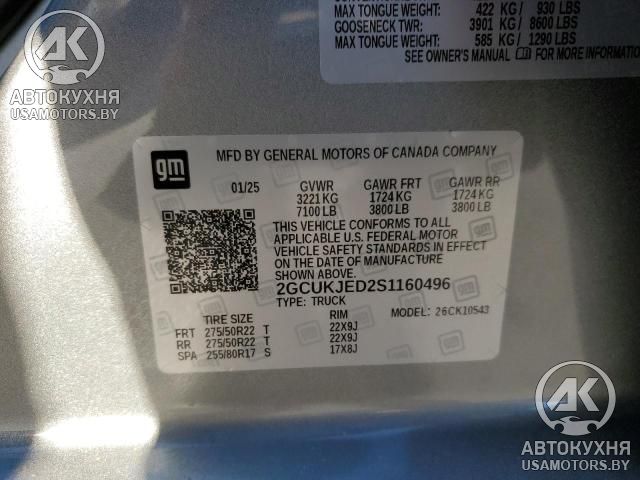 MAX TONGUE WEIGHT: 422 KG / 930 LBS
GOOSENECK TWR: 3901 KG / 8600 LBS
MAX TONGUE WEIGHT: 585 KG / 1290 LBS
SEE OWNER'S MANUAL FOR MORE INFORMATION
AK
АВТОКУХНЯ
USAMOTORS.BY
gm
MFD BY GENERAL MOTORS OF CANADA COMPANY
01/25 GVWR GAWR FRT GAWR RR
3221 KG 1724 KG 1724 KG
7100 LB 3800 LB 3800 LB
THIS VEHICLE CONFORMS TO ALL
APPLICABLE U.S. FEDERAL MOTOR
VEHICLE SAFETY STANDARDS IN EFFECT ON
THE DATE OF MANUFACTURE SHOWN ABOVE.
2GCUKJED2S1160496
TYPE: TRUCK MODEL: 26CK10543
TIRE SIZE RIM
FRT 275/50R22 T 22X9J
RR 275/50R22 T 22X9J
SPA 255/80R17 S 17X8J
AK
АВТОКУХНЯ
USAMOTORS.BY